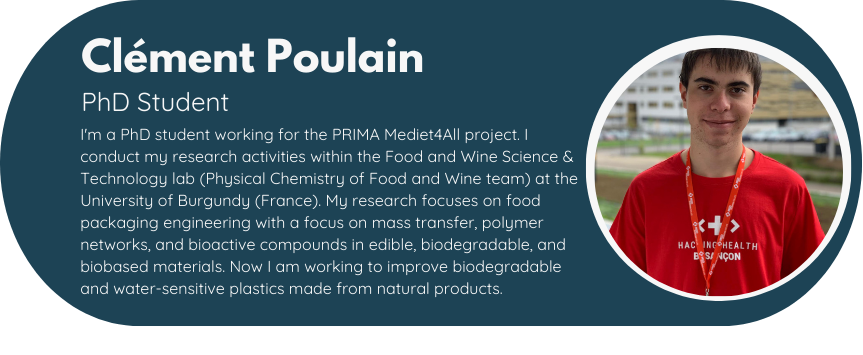 Clément Poulain
PhD Student
I'm a PhD student working for the PRIMA Mediet4All project. I
conduct my research activities within the Food and Wine Science &
Technology lab (Physical Chemistry of Food and Wine team) at the
University of Burgundy (France). My research focuses on food
packaging engineering with a focus on mass transfer, polymer
networks, and bioactive compounds in edible, biodegradable, and
biobased materials. Now I am working to improve biodegradable
and water-sensitive plastics made from natural products.
HACKING HEALTH
BESANÇON